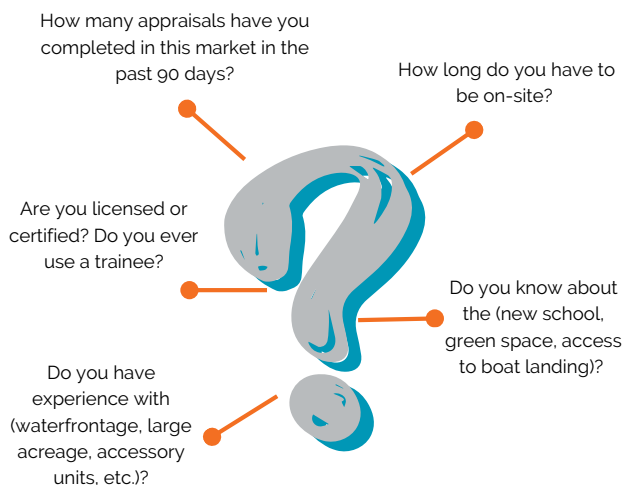 How many appraisals have you
completed in this market in the
past 90 days?
How long do you have to
be on-site?
Are you licensed or
certified? Do you ever
use a trainee?
Do you know about
the (new school,
green space, access
to boat landing)?
Do you have
experience with
(waterfrontage, large
acreage, accessory
units, etc.)?